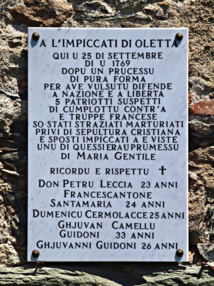 A L'IMPICCATI DI OLETTA
QUI U 25 DI SETTEMBRE
DI U 1769
DOPU UN PRUCESSU
DI PURA FORMA
PER AVE VULSUTU DIFENDE
A NAZIONE E A LIBERTA
5 PATRIOTTI SUSPETTI
DI CUMPLOTTU CONTR'A
E TRUPPE FRANCESE
SO STATI STRAZIATI MARTURIATI
PRIVI DI SEPULTURA CRISTIANA
E SPOSTI IMPICCATI A E VISTE
UNU DI QUESSI ERA U PRUMESSU
DI MARIA GENTILE
RICORDU E RISPETTU †
DON PETRU LECCIA 23 ANNI
FRANCESCANTONE
SANTAMARIA 24 ANNI
DUMENICU CERMOLACCE 25 ANNI
GHJUVAN CAMELLU
GUIDONI 33 ANNI
GHJUVANNI GUIDONI 26 ANNI